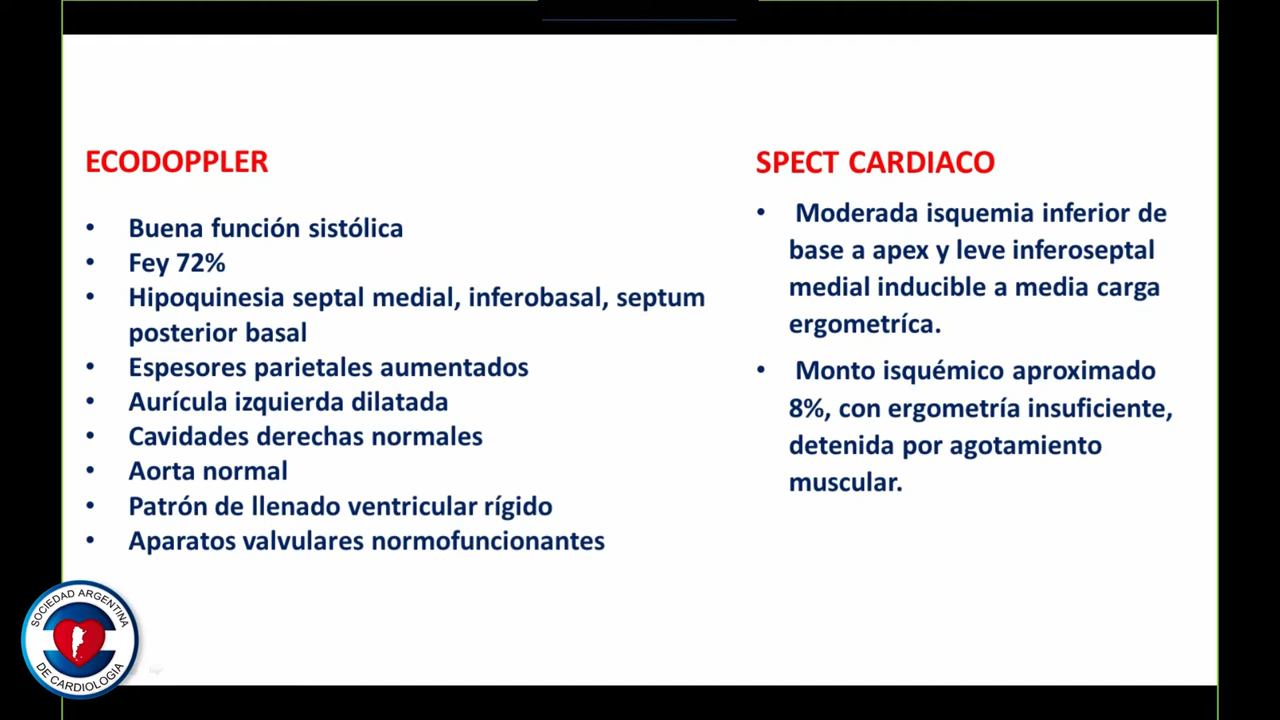 ECODOPPLER
• Buena función sistólica
• Fey 72%
• Hipoquinesia septal medial, inferobasal, septum
posterior basal
• Espesores parietales aumentados
• Aurícula izquierda dilatada
• Cavidades derechas normales
• Aorta normal
• Patrón de llenado ventricular rígido
• Aparatos valvulares normofuncionantes
SPECT CARDIACO
• Moderada isquemia inferior de
base a apex y leve inferoseptal
medial inducible a media carga
ergometríca.
• Monto isquémico aproximado
8%, con ergometría insuficiente,
detenida por agotamiento
muscular.
SOCIEDAD ARGENTINA
DE CARDIOLOGIA